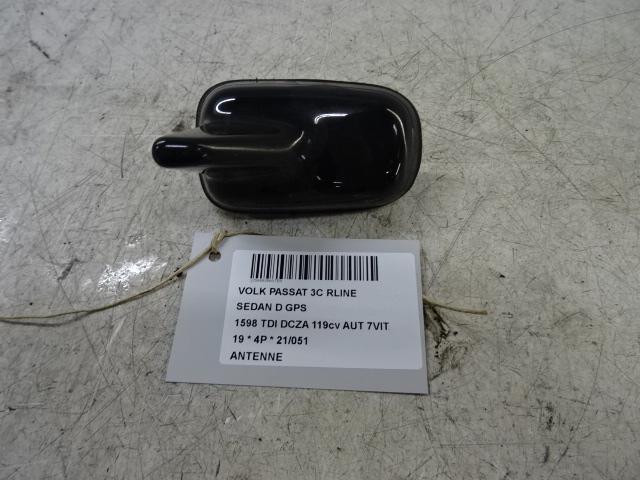 VOLK PASSAT 3C RLINE
SEDAN D GPS
1598 TDI DCZA 119cv AUT 7VIT
19 * 4P * 21/051
ANTENNE